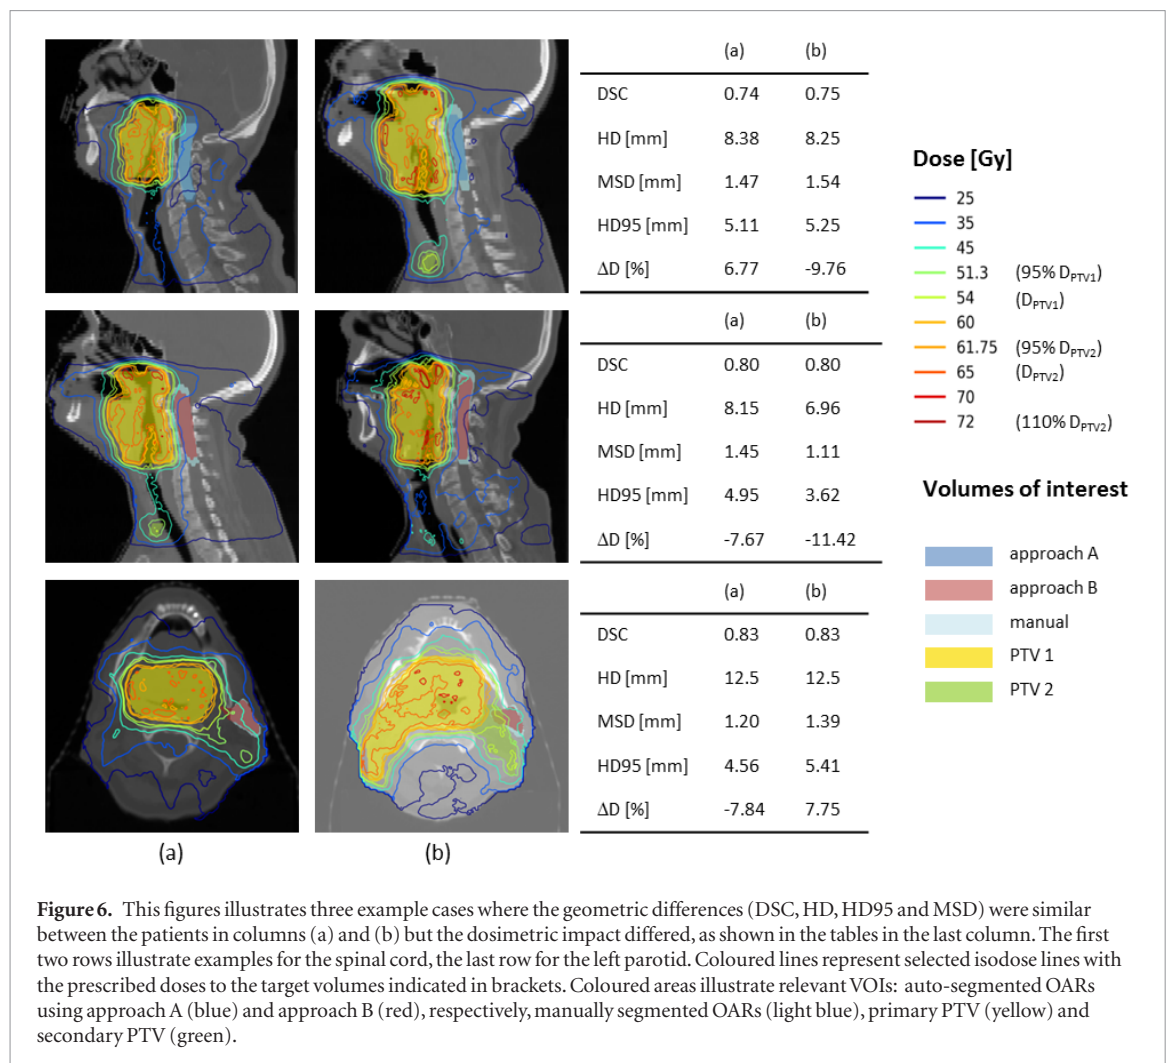 (a) (b)
DSC 0.74 0.75
HD [mm] 8.38 8.25
MSD [mm] 1.47 1.54
HD95 [mm] 5.11 5.25
ΔD [%] 6.77 -9.76
(a) (b)
DSC 0.80 0.80
HD [mm] 8.15 6.96
MSD [mm] 1.45 1.11
HD95 [mm] 4.95 3.62
ΔD [%] -7.67 -11.42
(a) (b)
DSC 0.83 0.83
HD [mm] 12.5 12.5
MSD [mm] 1.20 1.39
HD95 [mm] 4.56 5.41
ΔD [%] -7.84 7.75
Dose [Gy]
25
35
45
51.3 (95% DPTV1)
54 (DPTV1)
60
61.75 (95% DPTV2)
65 (DPTV2)
70
72 (110% DPTV2)
Volumes of interest
approach A
approach B
manual
PTV 1
PTV 2
(a) (b)
Figure 6. This figures illustrates three example cases where the geometric differences (DSC, HD, HD95 and MSD) were similar
between the patients in columns (a) and (b) but the dosimetric impact differed, as shown in the tables in the last column. The first
two rows illustrate examples for the spinal cord, the last row for the left parotid. Coloured lines represent selected isodose lines with
the prescribed doses to the target volumes indicated in brackets. Coloured areas illustrate relevant VOIs: auto-segmented OARs
using approach A (blue) and approach B (red), respectively, manually segmented OARs (light blue), primary PTV (yellow) and
secondary PTV (green).